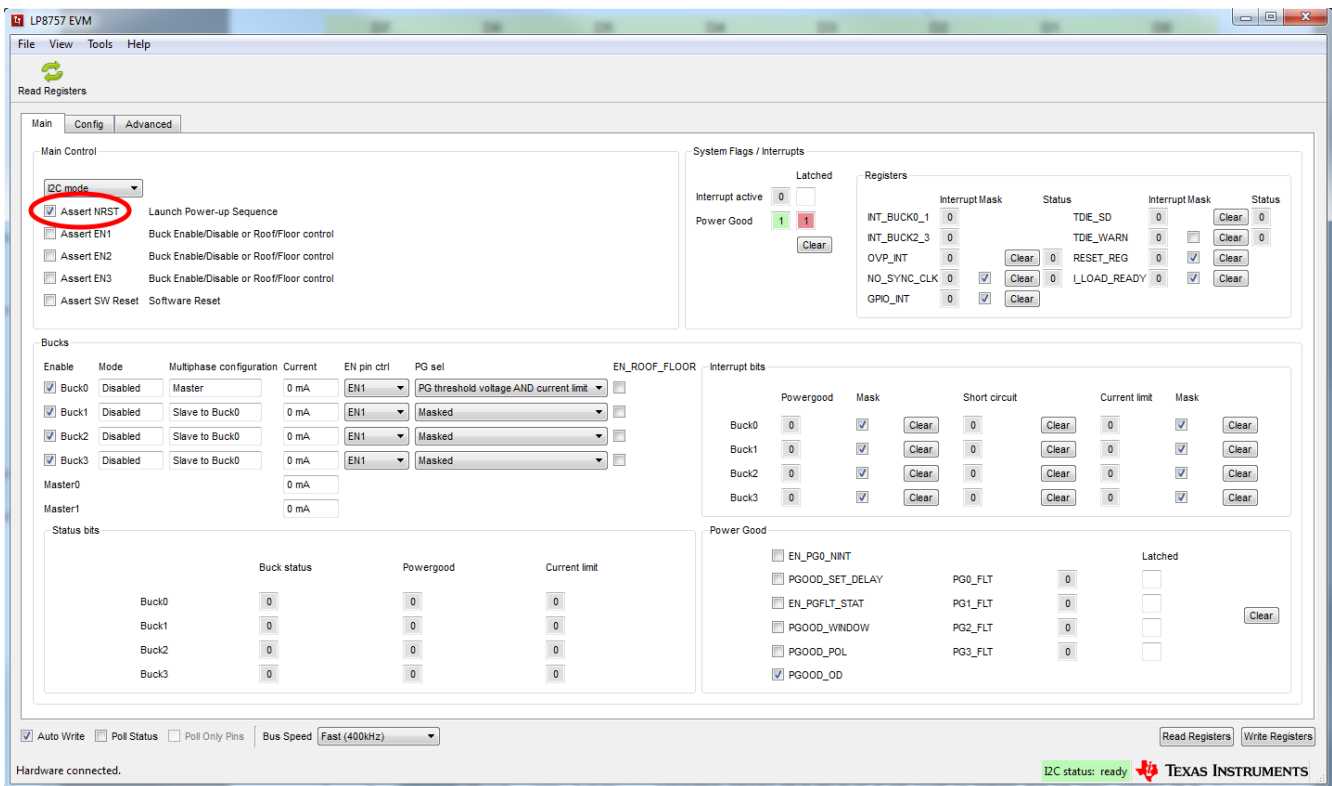 LP8757 EVM
File View Tools Help
Read Registers
Main Config Advanced
Main Control
I2C mode
Assert NRST Launch Power-up Sequence
Assert EN1 Buck Enable/Disable or Roof/Floor control
Assert EN2 Buck Enable/Disable or Roof/Floor control
Assert EN3 Buck Enable/Disable or Roof/Floor control
Assert SW Reset Software Reset
System Flags / Interrupts
Latched
Interrupt active 0
Power Good 1 1
Clear
Registers
Interrupt Mask Status Interrupt Mask Status
INT_BUCK0_1 0 TDIE_SD 0 Clear 0
INT_BUCK2_3 0 TDIE_WARN 0 Clear 0
OVP_INT 0 Clear 0 RESET_REG 0 Clear
NO_SYNC_CLK 0 Clear 0 I_LOAD_READY 0 Clear
GPIO_INT 0 Clear
Bucks
Enable Mode Multiphase configuration Current EN pin ctrl PG sel EN_ROOF_FLOOR
Buck0 Disabled Master 0 mA EN1 PG threshold voltage AND current limit
Buck1 Disabled Slave to Buck0 0 mA EN1 Masked
Buck2 Disabled Slave to Buck0 0 mA EN1 Masked
Buck3 Disabled Slave to Buck0 0 mA EN1 Masked
Master0 0 mA
Master1 0 mA
Interrupt bits
Powergood Mask Short circuit Current limit Mask
Buck0 0 Clear 0 Clear 0 Clear
Buck1 0 Clear 0 Clear 0 Clear
Buck2 0 Clear 0 Clear 0 Clear
Buck3 0 Clear 0 Clear 0 Clear
Status bits
Buck status Powergood Current limit
Buck0 0 0 0
Buck1 0 0 0
Buck2 0 0 0
Buck3 0 0 0
Power Good
EN_PG0_NINT Latched
PGOOD_SET_DELAY PG0_FLT 0
EN_PGFLT_STAT PG1_FLT 0
Clear
PGOOD_WINDOW PG2_FLT 0
PGOOD_POL PG3_FLT 0
PGOOD_OD
Auto Write Poll Status Poll Only Pins Bus Speed Fast (400kHz) Read Registers Write Registers
Hardware connected. I2C status: ready TEXAS INSTRUMENTS